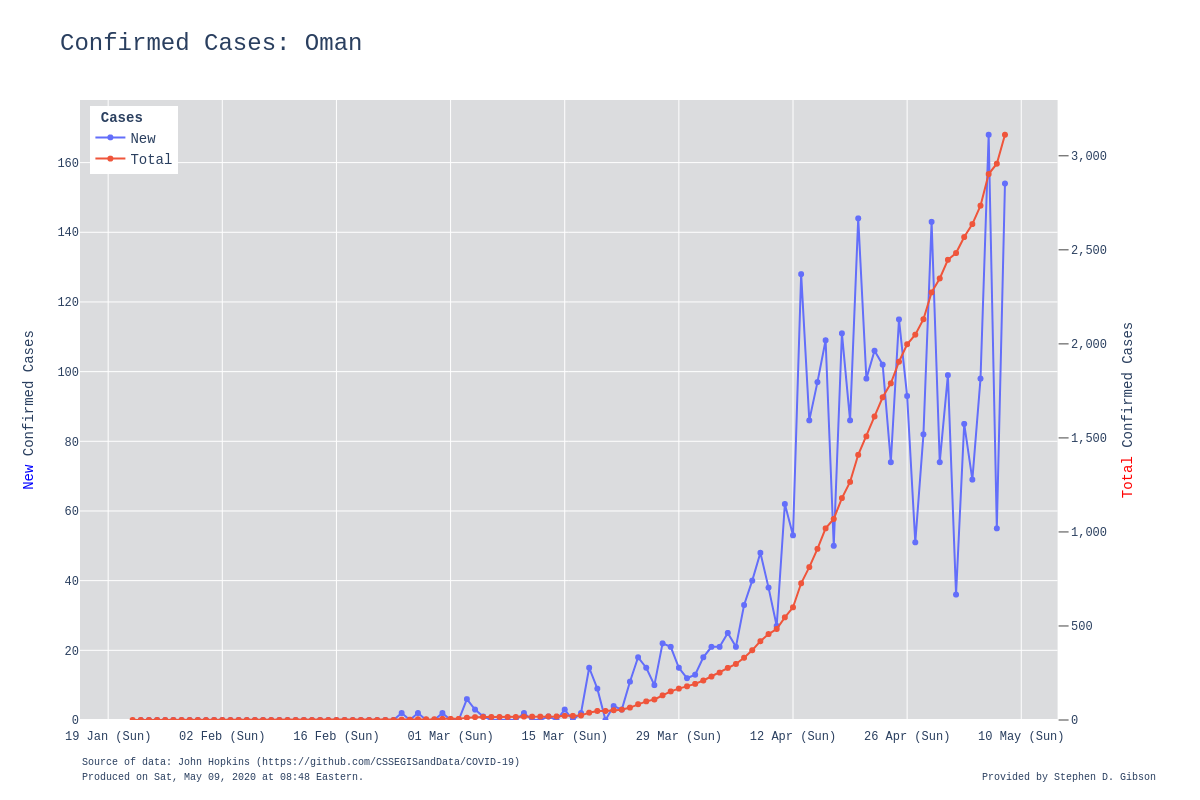 Confirmed Cases: Oman
Cases
New
Total
160
140
120
100
80
60
40
20
0
3,000
2,500
2,000
1,500
1,000
500
0
New Confirmed Cases
Total Confirmed Cases
19 Jan (Sun) 02 Feb (Sun) 16 Feb (Sun) 01 Mar (Sun) 15 Mar (Sun) 29 Mar (Sun) 12 Apr (Sun) 26 Apr (Sun) 10 May (Sun)
Source of data: John Hopkins (https://github.com/CSSEGISandData/COVID-19)
Produced on Sat, May 09, 2020 at 08:48 Eastern.
Provided by Stephen D. Gibson